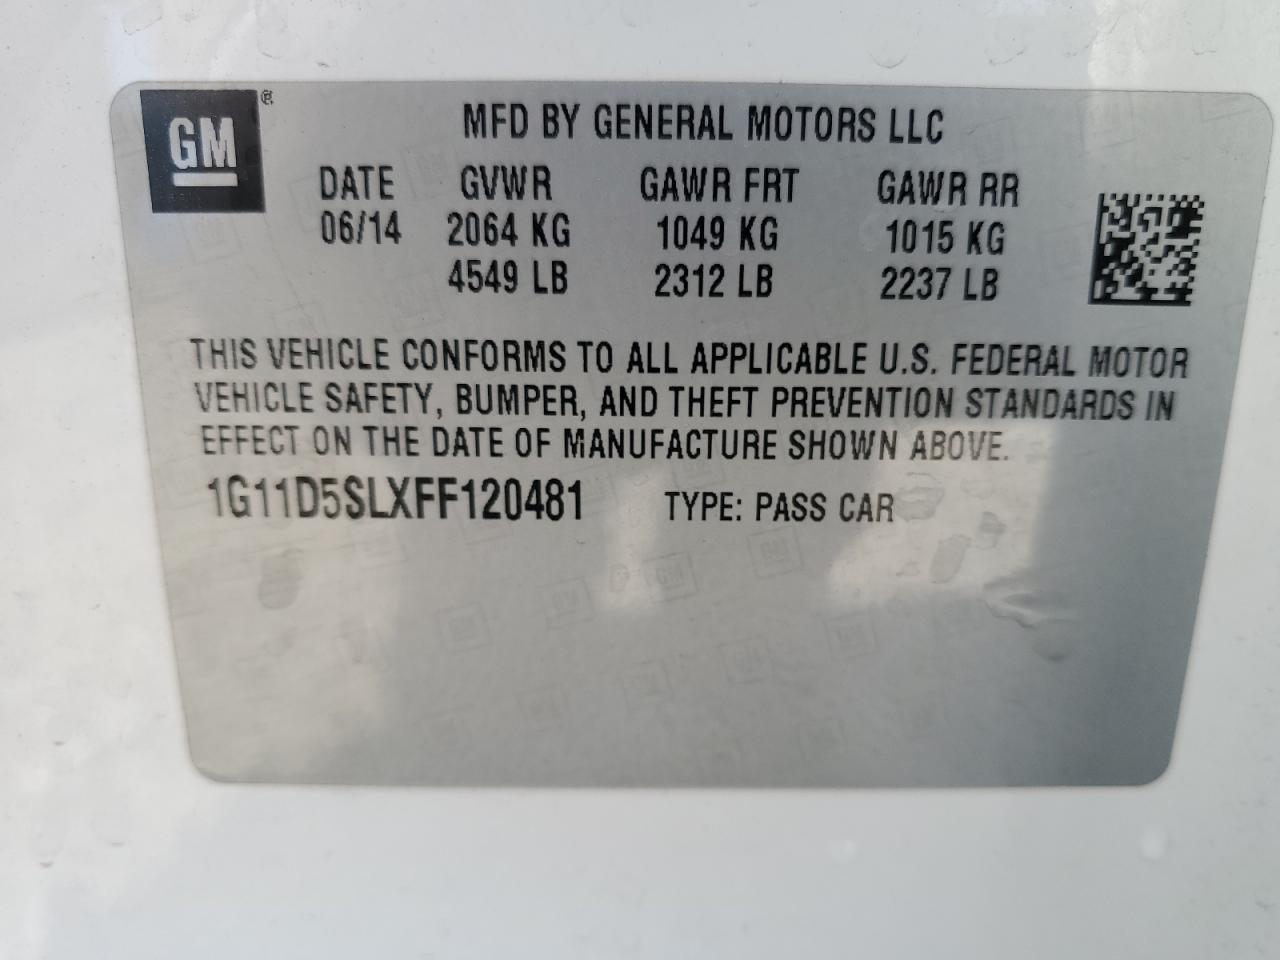 GM ®
MFD BY GENERAL MOTORS LLC
DATE GVWR GAWR FRT GAWR RR
06/14 2064 KG 1049 KG 1015 KG
4549 LB 2312 LB 2237 LB
THIS VEHICLE CONFORMS TO ALL APPLICABLE U.S. FEDERAL MOTOR
VEHICLE SAFETY, BUMPER, AND THEFT PREVENTION STANDARDS IN
EFFECT ON THE DATE OF MANUFACTURE SHOWN ABOVE.
1G11D5SLXFF120481 TYPE: PASS CAR